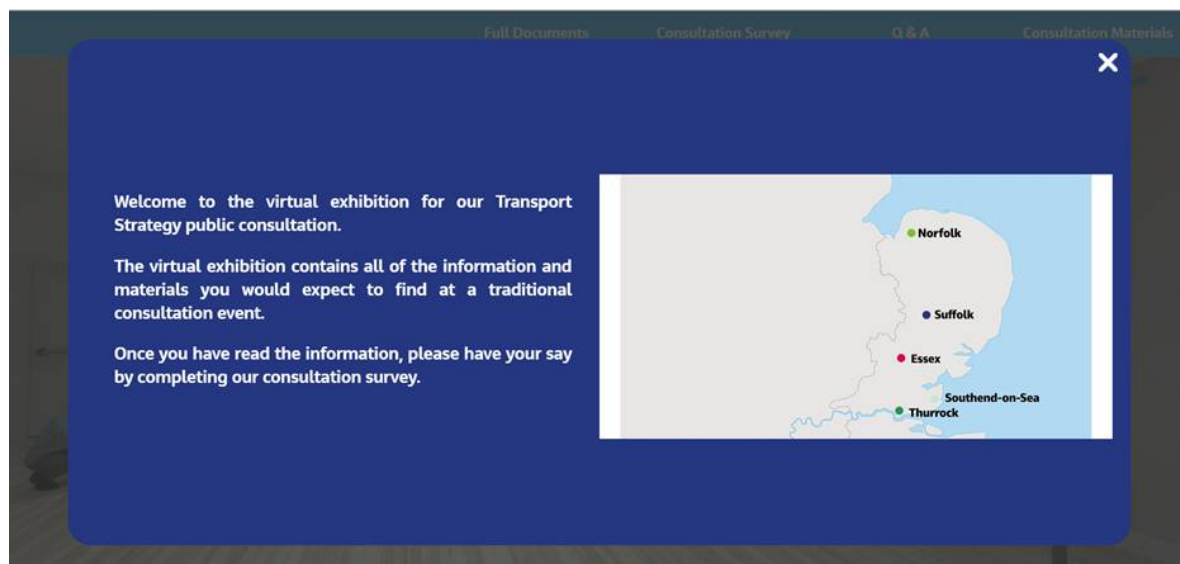 Full Documents Consultation Survey Q & A Consultation Materials
Welcome to the virtual exhibition for our Transport
Strategy public consultation.
The virtual exhibition contains all of the information and
materials you would expect to find at a traditional
consultation event.
Once you have read the information, please have your say
by completing our consultation survey.
Norfolk
Suffolk
Essex
Southend-on-Sea
Thurrock